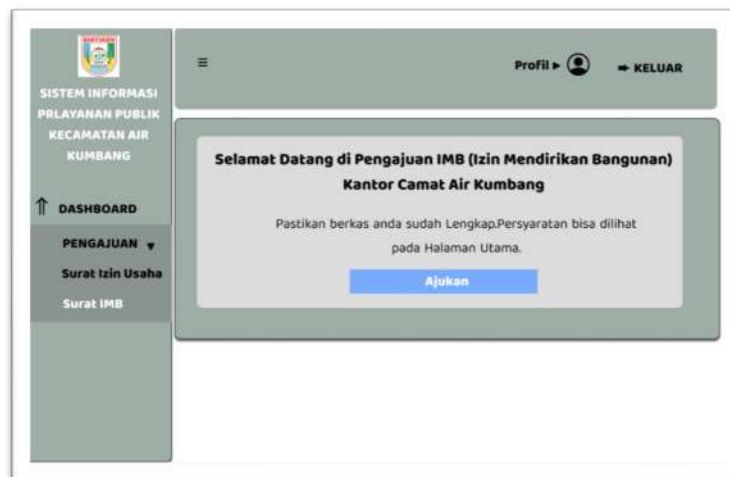 BANYUASIN
SISTEM INFORMASI
PRLAYANAN PUBLIK
KECAMATAN AIR
KUMBANG
DASHBOARD
PENGAJUAN
Surat Izin Usaha
Surat IMB
Profil
KELUAR
Selamat Datang di Pengajuan IMB (Izin Mendirikan Bangunan)
Kantor Camat Air Kumbang
Pastikan berkas anda sudah Lengkap.Persyaratan bisa dilihat
pada Halaman Utama.
Ajukan